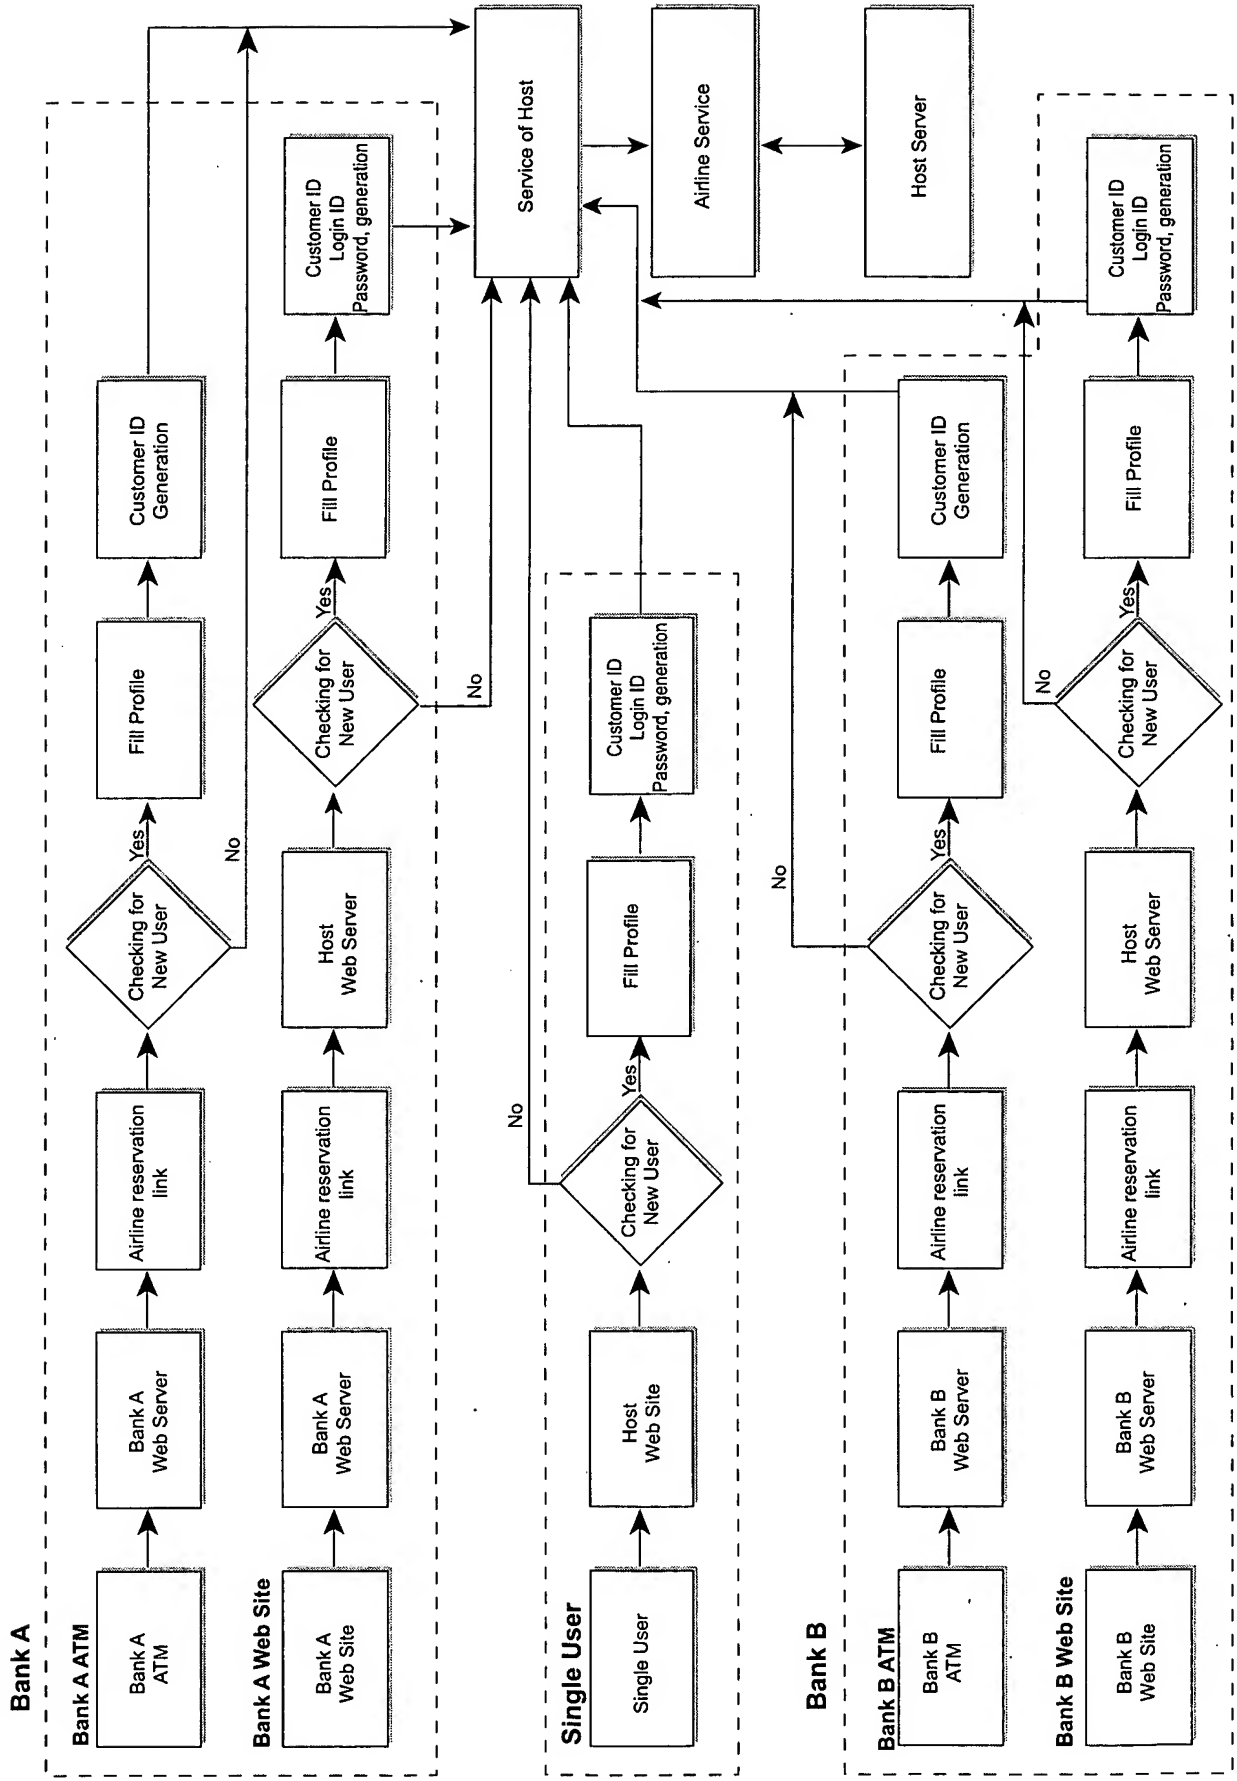 Bank A
Bank A ATM
Bank A
ATM
Bank A
Web Server
Airline reservation
link
Checking for
New User
Yes
No
Fill Profile
Customer ID
Generation
Bank A Web Site
Bank A
Web Site
Bank A
Web Server
Airline reservation
link
Host
Web Server
Checking for
New User
Yes
No
Fill Profile
Customer ID
Login ID
Password, generation
Service of Host
Airline Service
Host Server
Single User
Single User
Host
Web Site
Checking for
New User
Yes
No
Fill Profile
Customer ID
Login ID
Password, generation
Bank B
Bank B ATM
Bank B
ATM
Bank B
Web Server
Airline reservation
link
Checking for
New User
Yes
No
Fill Profile
Customer ID
Generation
Bank B Web Site
Bank B
Web Site
Bank B
Web Server
Airline reservation
link
Host
Web Server
Checking for
New User
Yes
No
Fill Profile
Customer ID
Login ID
Password, generation